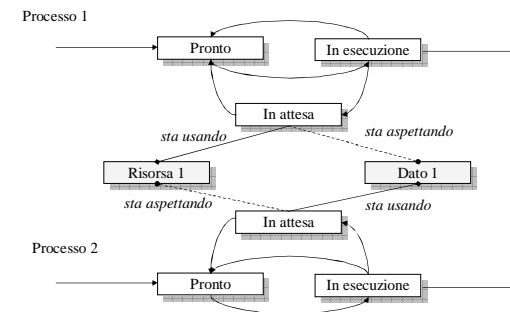 Processo 1
Pronto
In esecuzione
In attesa
sta usando
sta aspettando
Risorsa 1
Dato 1
sta aspettando
sta usando
In attesa
Processo 2
Pronto
In esecuzione